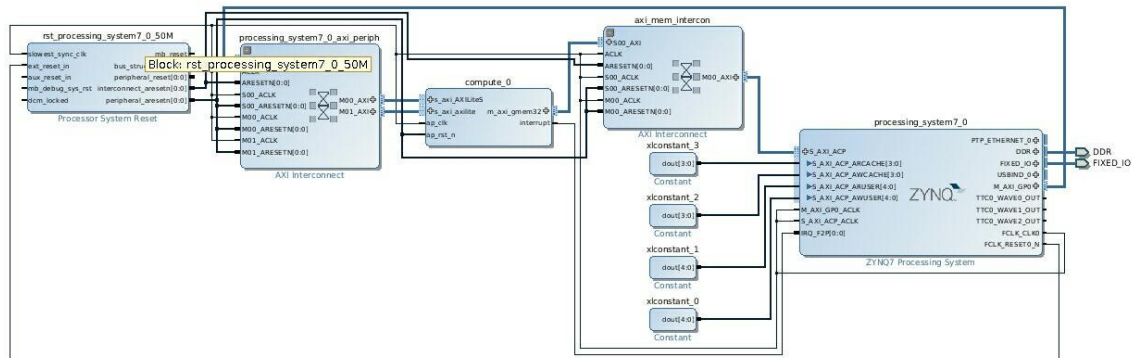 rst_processing_system7_0_50M
slowest_sync_clk
mb_reset
ext_reset_in
aux_reset_in
peripheral_reset[0:0]
mb_debug_sys_rst
interconnect_aresetn[0:0]
dcm_locked
peripheral_aresetn[0:0]
Processor System Reset
Block: rst_processing_system7_0_50M
processing_system7_0_axi_periph
ARESETN[0:0]
S00_ACLK
S00_ARESETN[0:0]
M00_ACLK
M00_ARESETN[0:0]
M01_ACLK
M01_ARESETN[0:0]
M00_AXI
M01_AXI
AXI Interconnect
compute_0
s_axi_AXILiteS
s_axi_axilite
ap_clk
ap_rst_n
m_axi_gmem32
interrupt
axi_mem_intercon
S00_AXI
ACLK
ARESETN[0:0]
S00_ACLK
S00_ARESETN[0:0]
M00_ACLK
M00_ARESETN[0:0]
M00_AXI
AXI Interconnect
xlconstant_3
dout[3:0]
Constant
xlconstant_2
dout[3:0]
Constant
xlconstant_1
dout[4:0]
Constant
xlconstant_0
dout[4:0]
Constant
processing_system7_0
S_AXI_ACP
S_AXI_ACP_ARCACHE[3:0]
S_AXI_ACP_AWCACHE[3:0]
S_AXI_ACP_ARUSER[4:0]
S_AXI_ACP_AWUSER[4:0]
M_AXI_GP0_ACLK
S_AXI_ACP_ACLK
IRQ_F2P[0:0]
ZYNQ
PTP_ETHERNET_0
DDR
FIXED_IO
USBIND_0
M_AXI_GP0
TTC0_WAVE0_OUT
TTC0_WAVE1_OUT
TTC0_WAVE2_OUT
FCLK_CLK0
FCLK_RESET0_N
ZYNQ7 Processing System
DDR
FIXED_IO